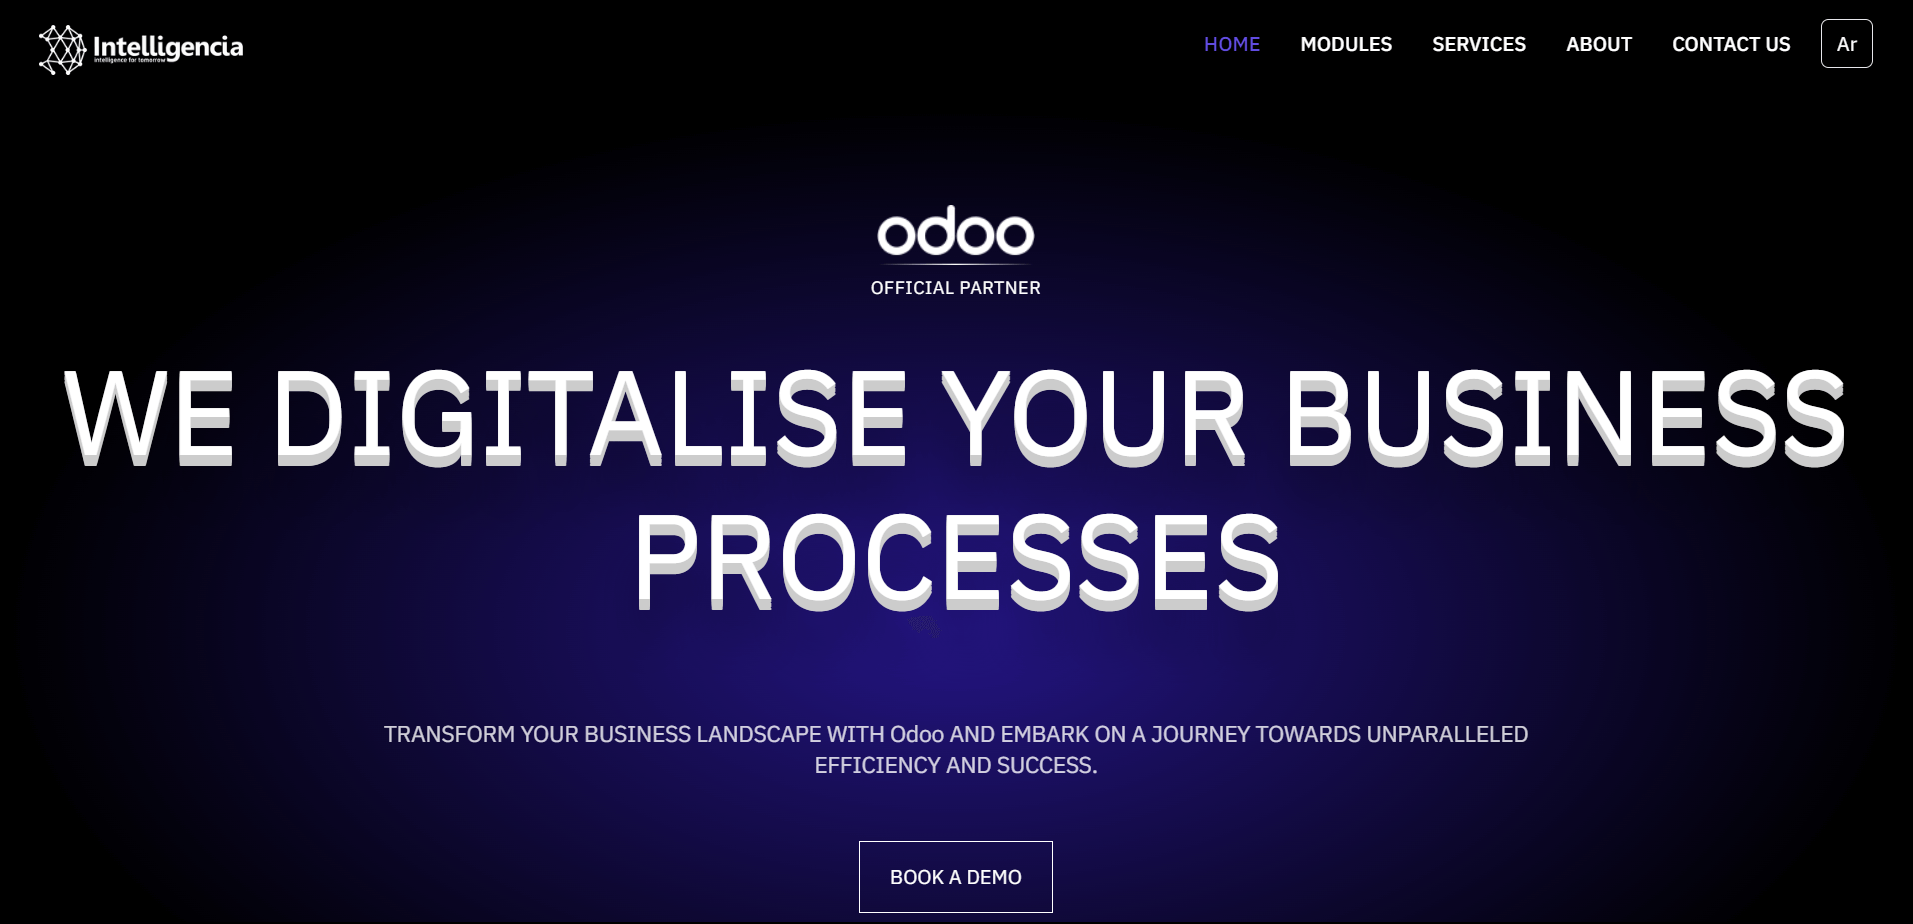 Intelligencia
intelligence for tomorrow
HOME MODULES SERVICES ABOUT CONTACT US Ar
odoo
OFFICIAL PARTNER
WE DIGITALISE YOUR BUSINESS
PROCESSES
TRANSFORM YOUR BUSINESS LANDSCAPE WITH Odoo AND EMBARK ON A JOURNEY TOWARDS UNPARALLELED
EFFICIENCY AND SUCCESS.
BOOK A DEMO